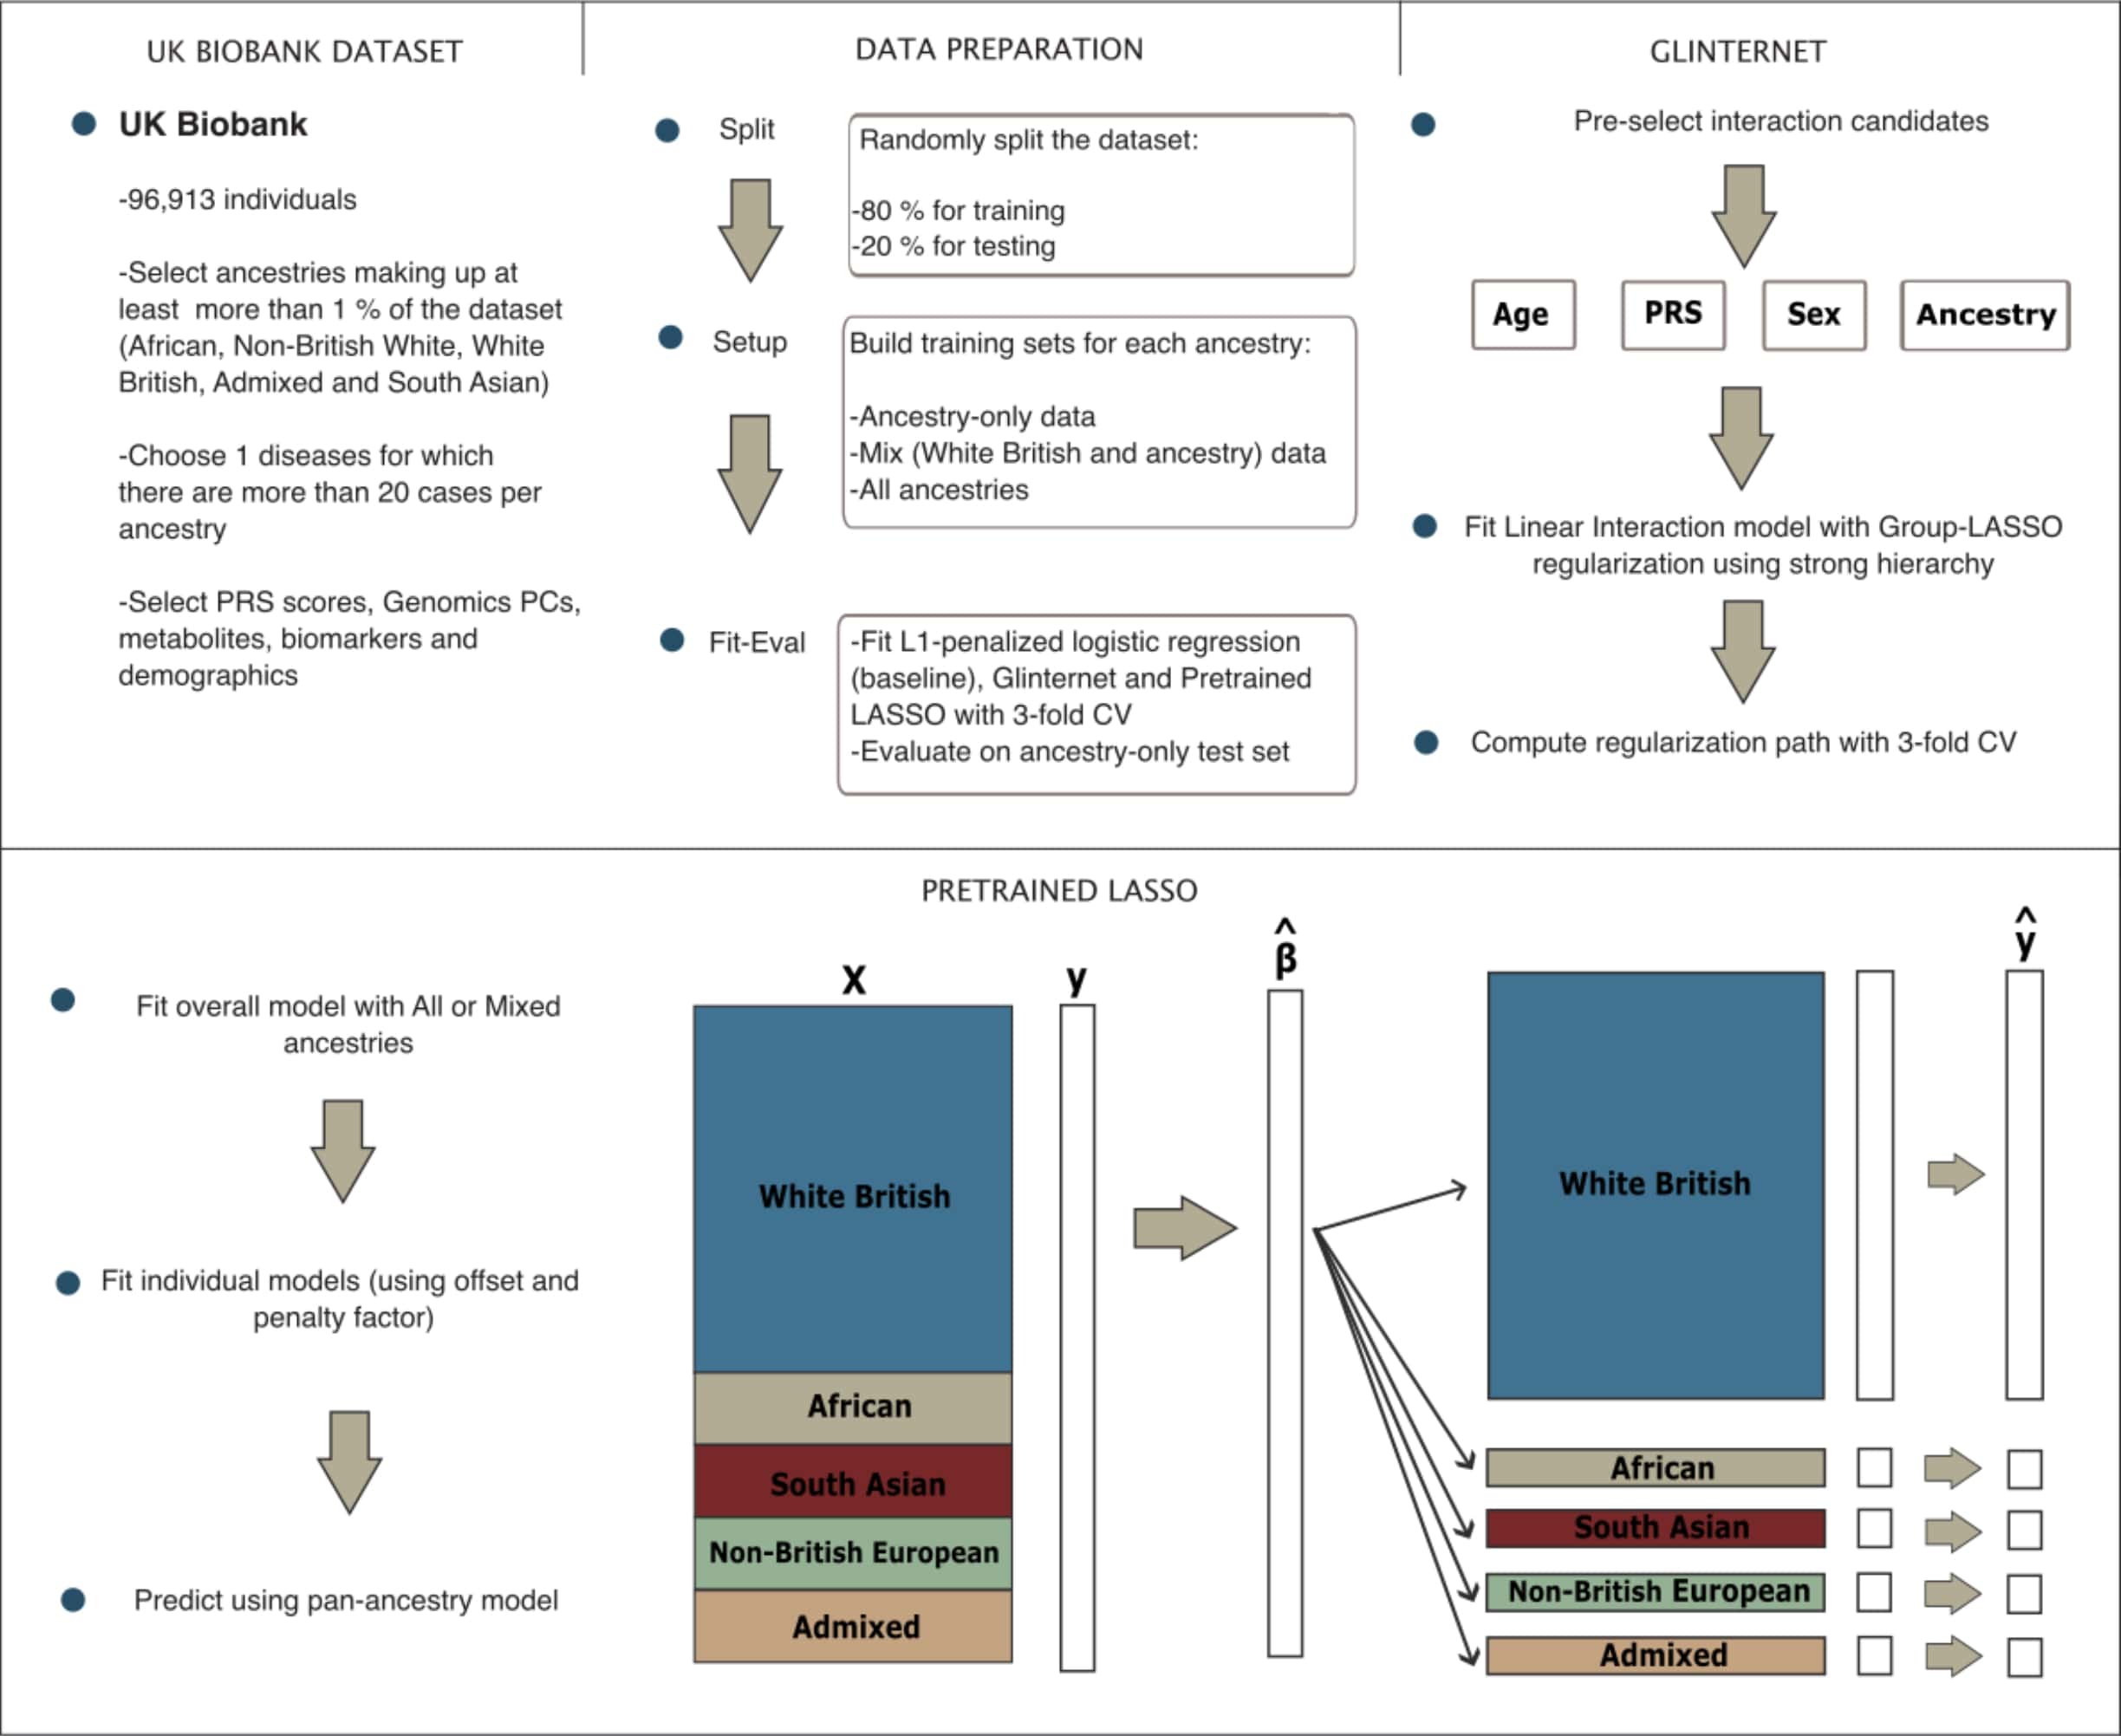 UK BIOBANK DATASET
UK Biobank
-96,913 individuals
-Select ancestries making up at
least more than 1 % of the dataset
(African, Non-British White, White
British, Admixed and South Asian)
-Choose 1 diseases for which
there are more than 20 cases per
ancestry
-Select PRS scores, Genomics PCs,
metabolites, biomarkers and
demographics
DATA PREPARATION
Split
Randomly split the dataset:
-80 % for training
-20 % for testing
Setup
Build training sets for each ancestry:
-Ancestry-only data
-Mix (White British and ancestry) data
-All ancestries
Fit-Eval
-Fit L1-penalized logistic regression
(baseline), Glinternet and Pretrained
LASSO with 3-fold CV
-Evaluate on ancestry-only test set
GLINTERNET
Pre-select interaction candidates
Age
PRS
Sex
Ancestry
Fit Linear Interaction model with Group-LASSO
regularization using strong hierarchy
Compute regularization path with 3-fold CV
PRETRAINED LASSO
Fit overall model with All or Mixed
ancestries
Fit individual models (using offset and
penalty factor)
Predict using pan-ancestry model
X
y
β̂
ŷ
White British
African
South Asian
Non-British European
Admixed
White British
African
South Asian
Non-British European
Admixed